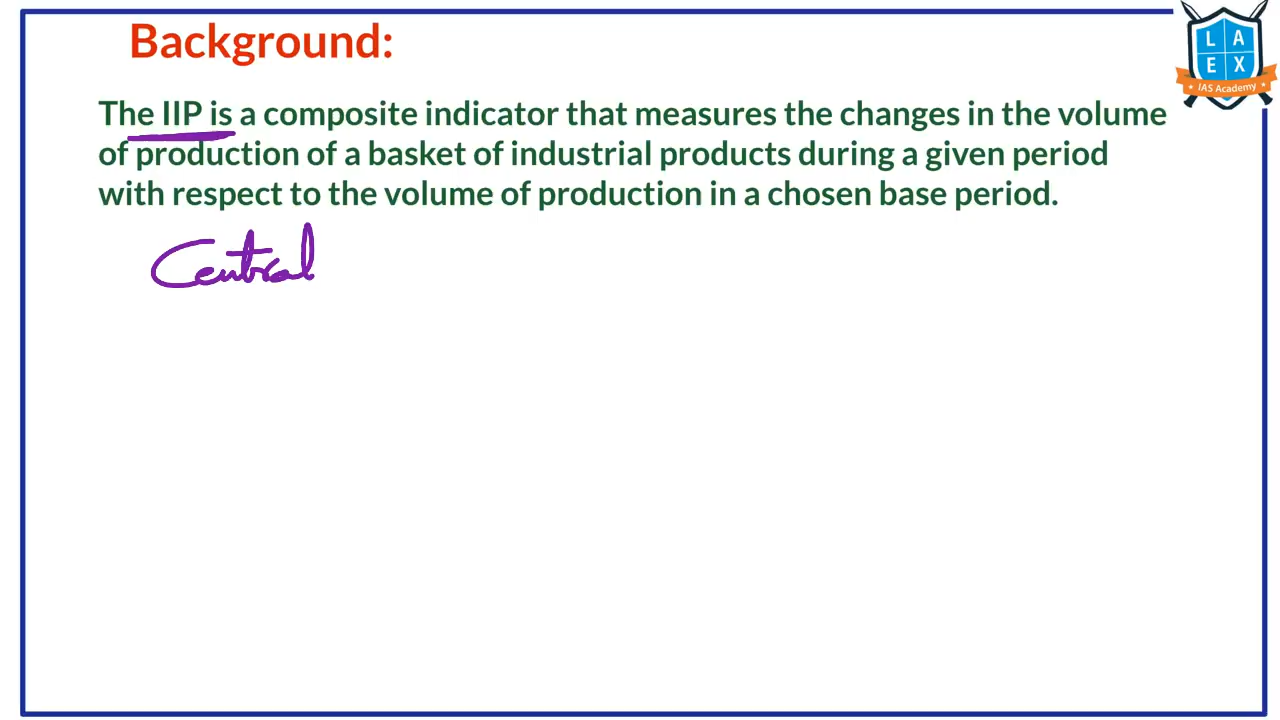 Background:
The IIP is a composite indicator that measures the changes in the volume
of production of a basket of industrial products during a given period
with respect to the volume of production in a chosen base period.
Central
L A
E X
IAS Academy